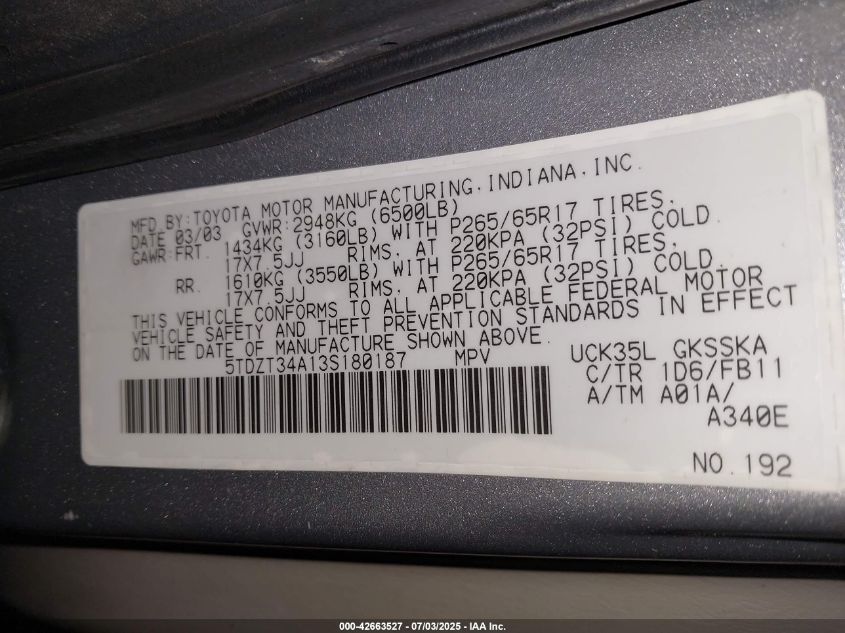 MFD.BY:TOYOTA MOTOR MANUFACTURING,INDIANA,INC.
DATE 03/03 GVWR:2948KG (6500LB)
GAWR:FRT. 1434KG (3160LB) WITH P265/65R17 TIRES,
17X7.5JJ RIMS, AT 220KPA (32PSI) COLD.
RR. 1610KG (3550LB) WITH P265/65R17 TIRES,
17X7.5JJ RIMS, AT 220KPA (32PSI) COLD.
THIS VEHICLE CONFORMS TO ALL APPLICABLE FEDERAL MOTOR
VEHICLE SAFETY AND THEFT PREVENTION STANDARDS IN EFFECT
ON THE DATE OF MANUFACTURE SHOWN ABOVE.
5TDZT34A13S180187 MPV
UCK35L GKSSKA
C/TR 1D6/FB11
A/TM A01A/
A340E
NO.192
000-42663527 - 07/03/2025 - IAA Inc.